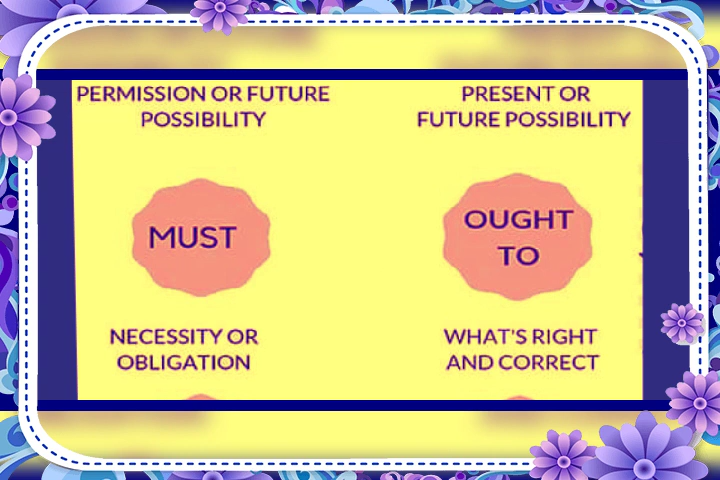 PERMISSION OR FUTURE
POSSIBILITY
PRESENT OR
FUTURE POSSIBILITY
MUST
OUGHT
TO
NECESSITY OR
OBLIGATION
WHAT'S RIGHT
AND CORRECT